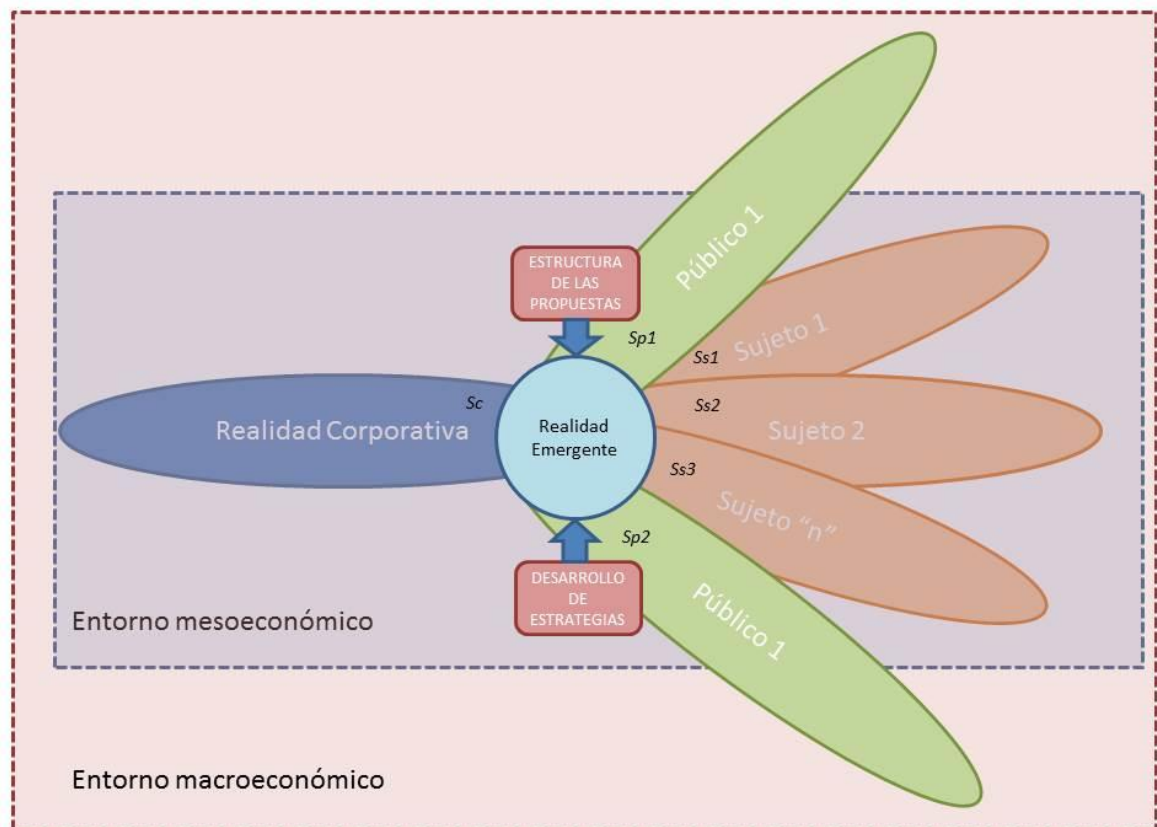 Público 1
ESTRUCTURA
DE LAS
PROPUESTAS
Sp1
Ss1
Sujeto 1
Sc
Ss2
Realidad Corporativa
Realidad
Emergente
Sujeto 2
Ss3
Sujeto “n”
Sp2
DESARROLLO
DE
ESTRATEGIAS
Público 1
Entorno mesoeconómico
Entorno macroeconómico